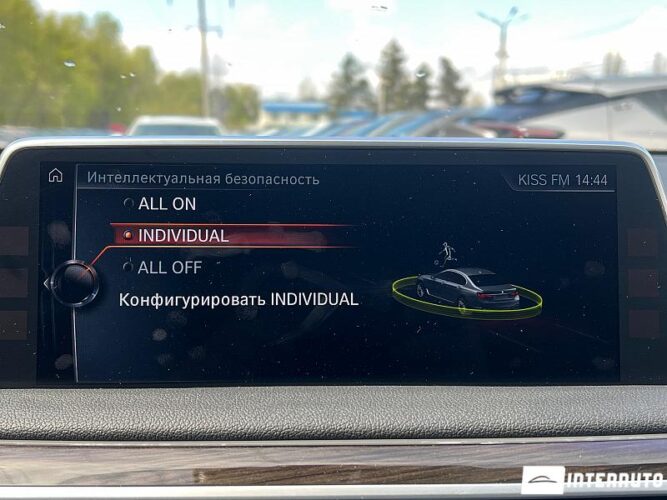 Интеллектуальная безопасность
KISS FM 14:44
ALL ON
INDIVIDUAL
ALL OFF
Конфигурировать INDIVIDUAL
INTERAUTO